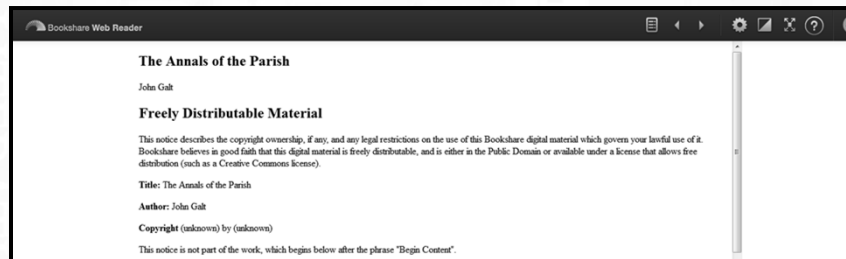 Bookshare Web Reader
?
The Annals of the Parish
John Galt
Freely Distributable Material
This notice describes the copyright ownership, if any, and any legal restrictions on the use of this Bookshare digital material which govern your lawful use of it.
Bookshare believes in good faith that this digital material is freely distributable, and is either in the Public Domain or available under a license that allows free
distribution (such as a Creative Commons license).
Title: The Annals of the Parish
Author: John Galt
Copyright (unknown) by (unknown)
This notice is not part of the work, which begins below after the phrase "Begin Content".